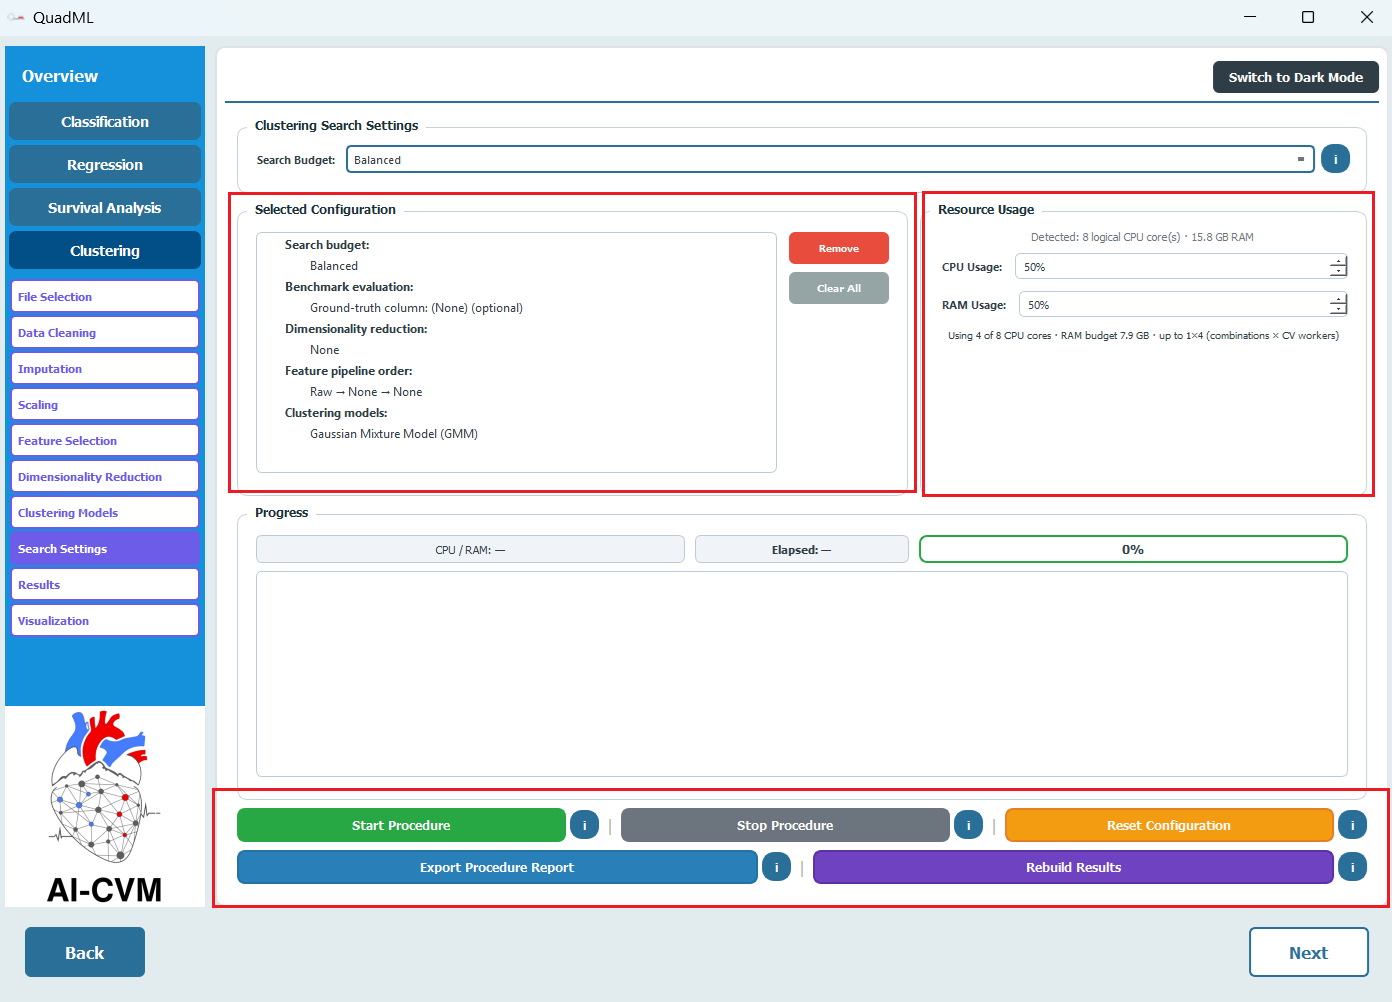 QuadML
Overview
Classification
Regression
Survival Analysis
Clustering
File Selection
Data Cleaning
Imputation
Scaling
Feature Selection
Dimensionality Reduction
Clustering Models
Search Settings
Results
Visualization
AI-CVM
Switch to Dark Mode
Clustering Search Settings
Search Budget: Balanced i
Selected Configuration
Search budget:
Balanced
Benchmark evaluation:
Ground-truth column: (None) (optional)
Dimensionality reduction:
None
Feature pipeline order:
Raw → None → None
Clustering models:
Gaussian Mixture Model (GMM)
Remove
Clear All
Resource Usage
Detected: 8 logical CPU core(s) · 15.8 GB RAM
CPU Usage: 50%
RAM Usage: 50%
Using 4 of 8 CPU cores · RAM budget 7.9 GB · up to 1×4 (combinations × CV workers)
Progress
CPU / RAM: — Elapsed: — 0%
Start Procedure i | Stop Procedure i | Reset Configuration i
Export Procedure Report i | Rebuild Results i
Back Next